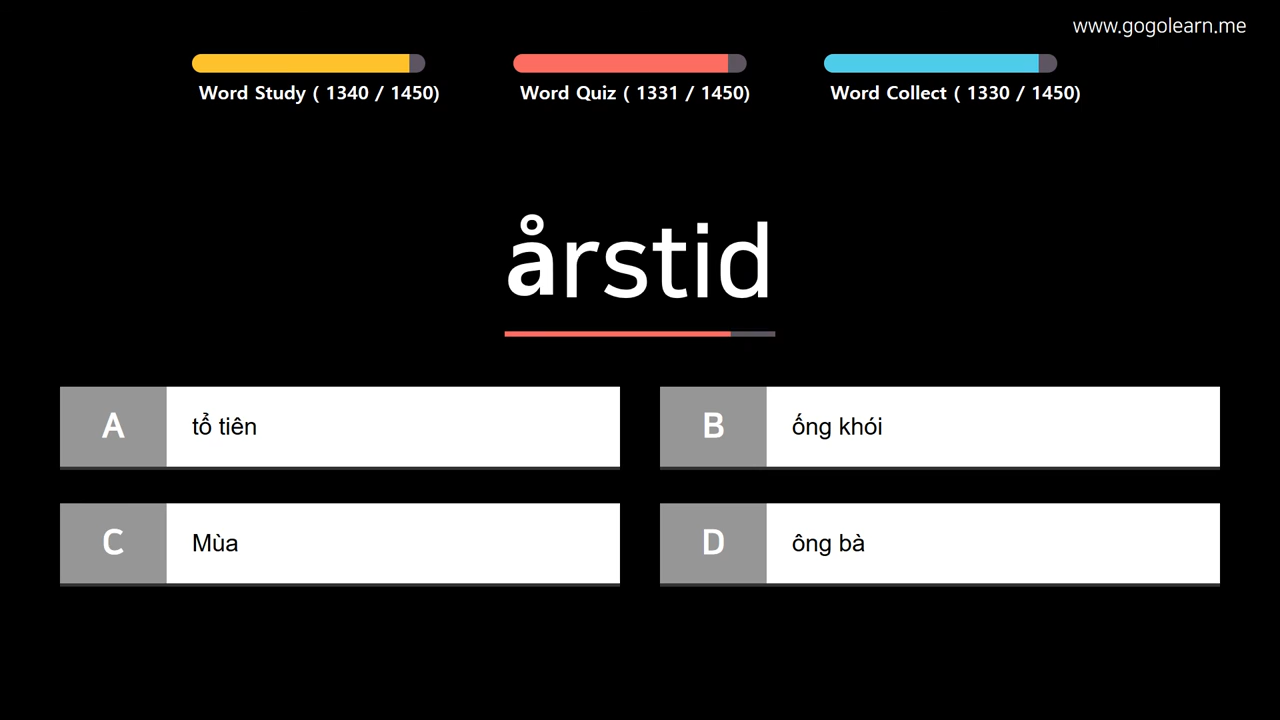 www.gogolearn.me
Word Study ( 1340 / 1450)
Word Quiz ( 1331 / 1450)
Word Collect ( 1330 / 1450)
årstid
A tổ tiên
B ống khói
C Mùa
D ông bà